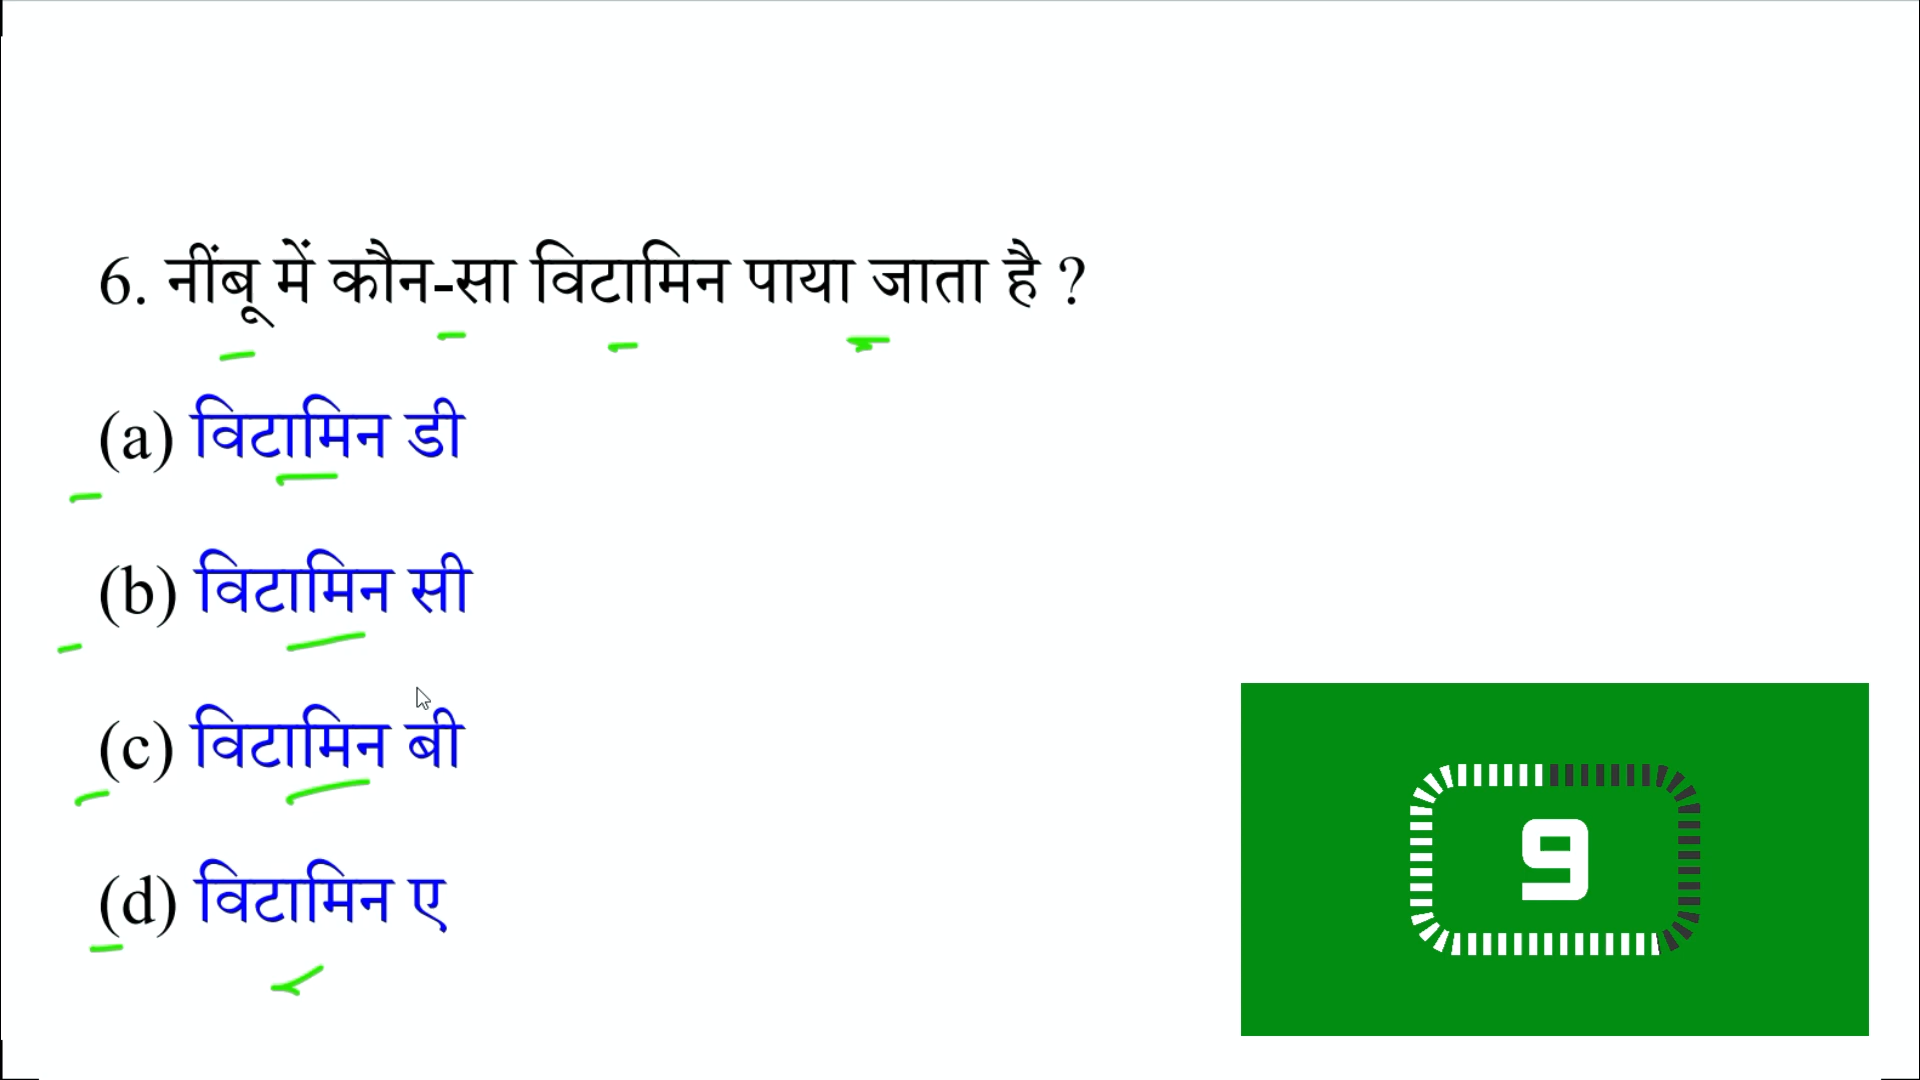 6. नींबू में कौन-सा विटामिन पाया जाता है ?
(a) विटामिन डी
(b) विटामिन सी
(c) विटामिन बी
(d) विटामिन ए
9